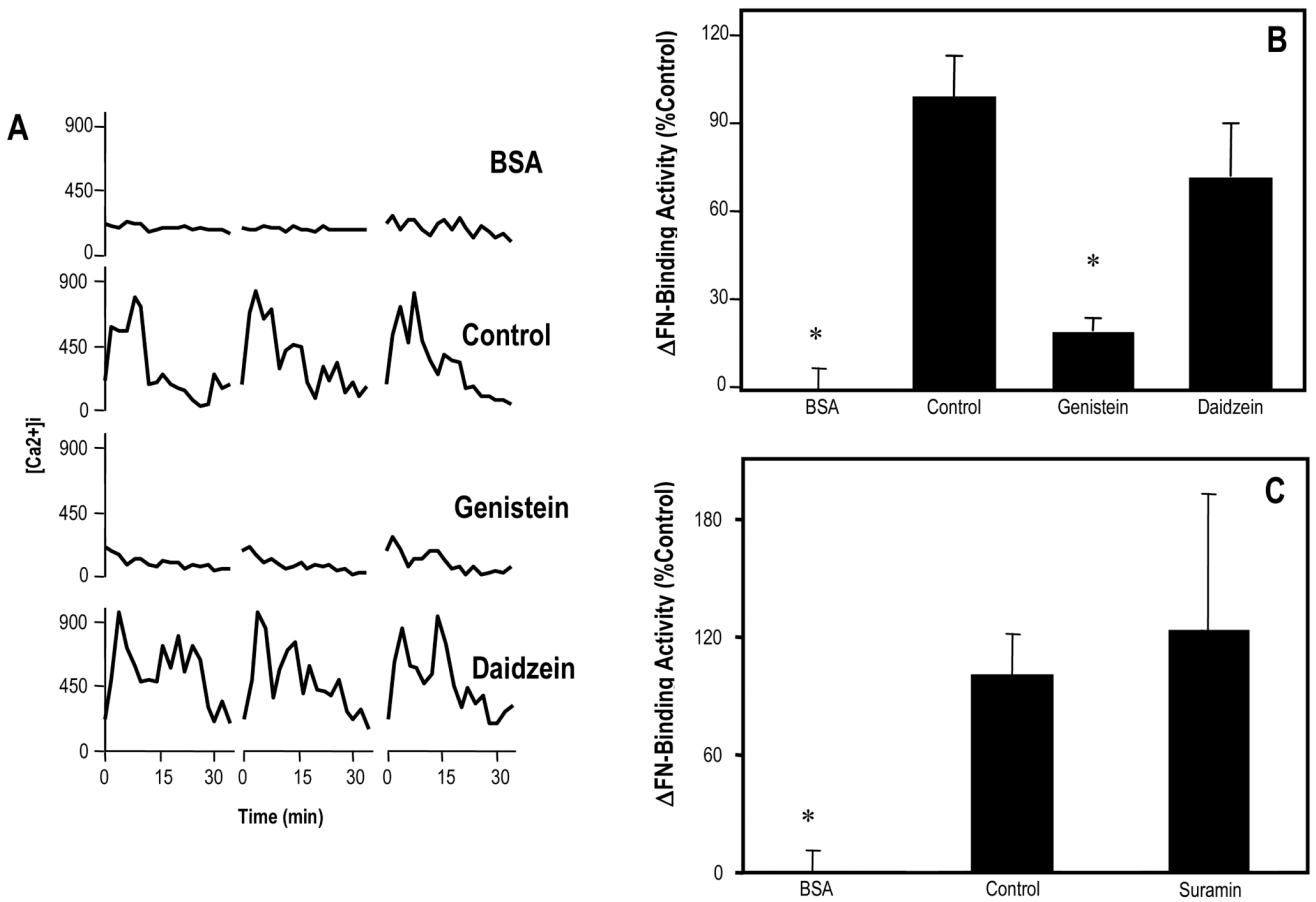 A
900
450
0
BSA
900
450
0
Control
900
450
0
Genistein
900
450
0
Daidzein
0 15 30 0 15 30 0 15 30
Time (min)
[Ca2+]i
B
120
90
60
30
0
ΔFN-Binding Activity (%Control)
*
*
BSA Control Genistein Daidzein
C
180
120
60
0
ΔFN-Binding Activity (%Control)
*
BSA Control Suramin